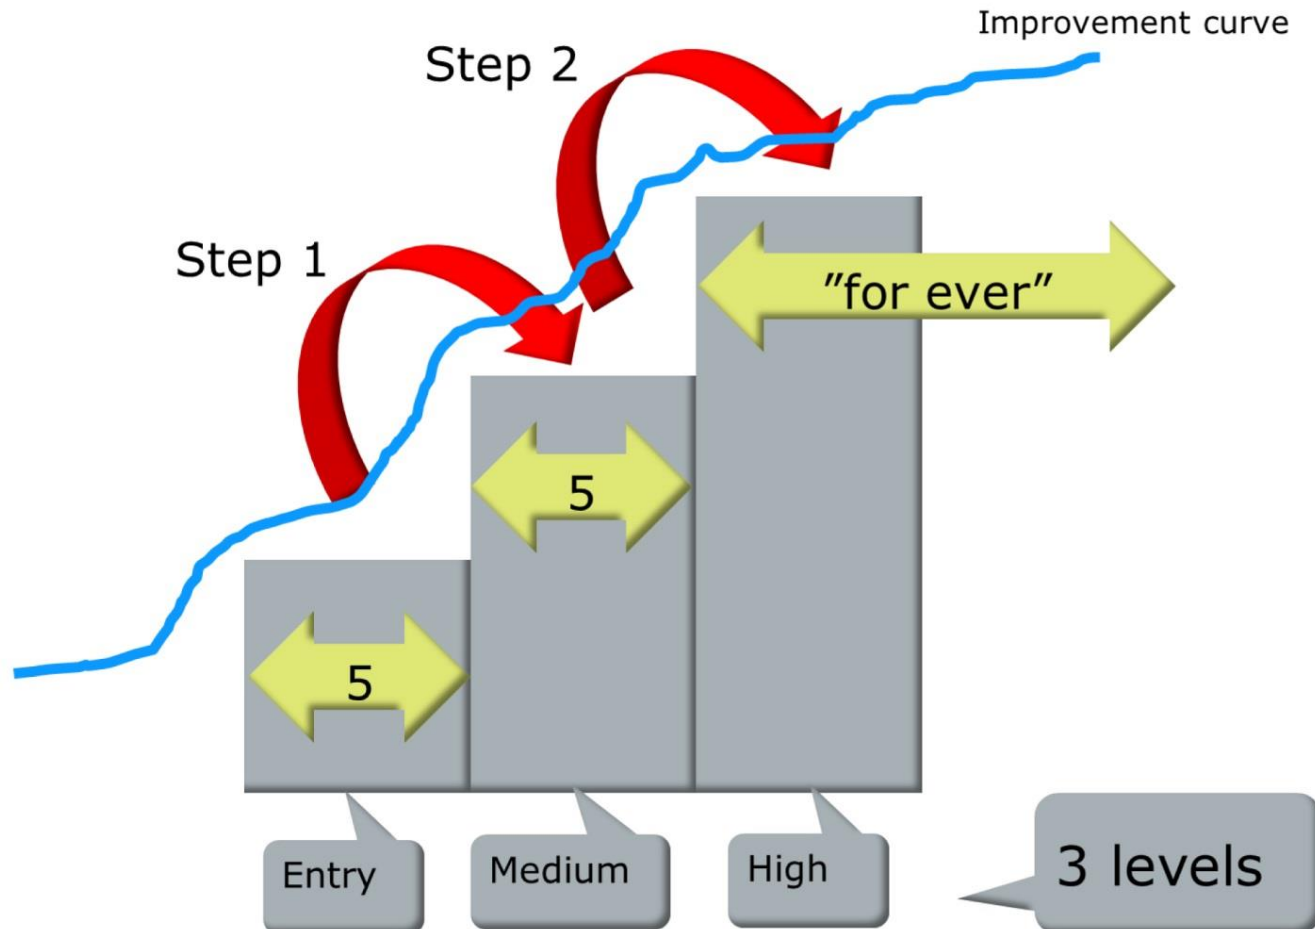 Improvement curve
Step 2
Step 1
”for ever”
5
5
Entry
Medium
High
3 levels